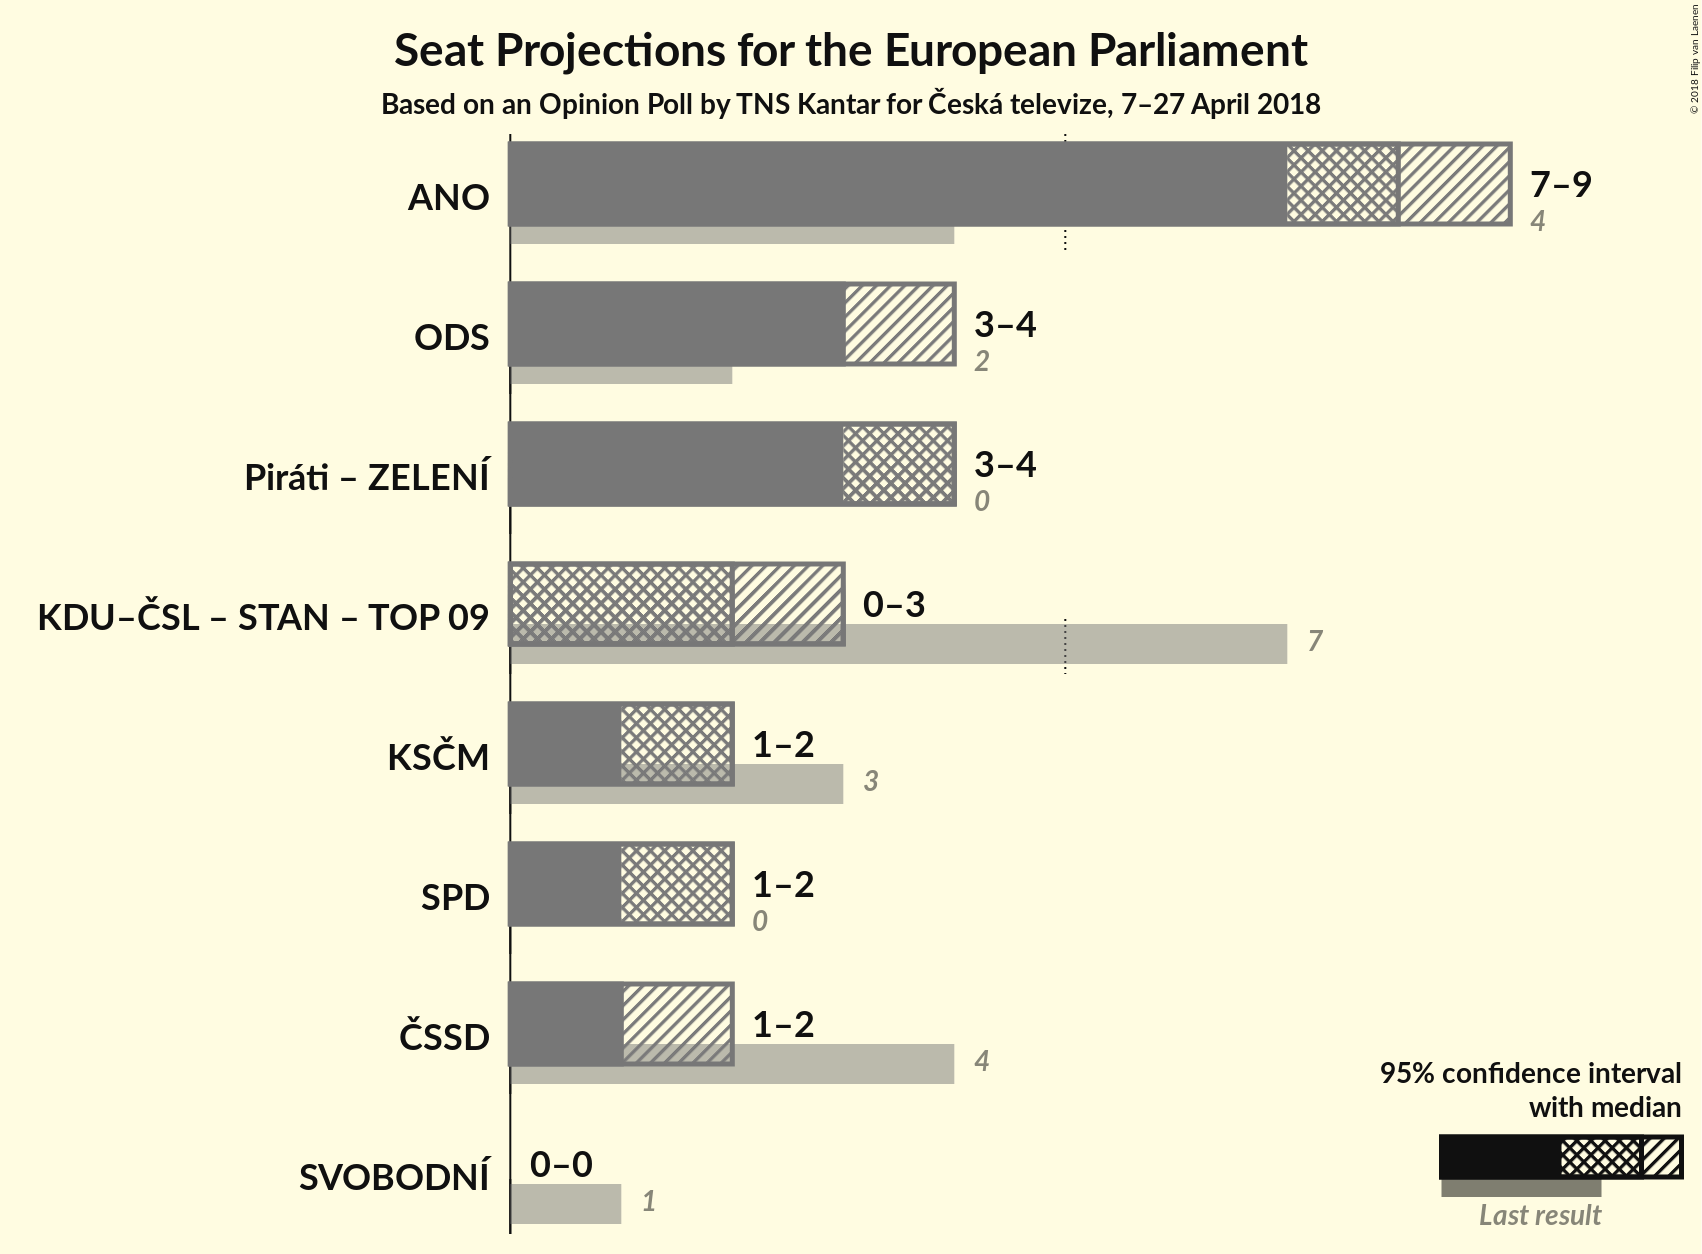 Seat Projections for the European Parliament
Based on an Opinion Poll by TNS Kantar for Česká televize, 7–27 April 2018
© 2018 Filip van Laenen
ANO
7–9
4
ODS
3–4
2
Piráti – ZELENÍ
3–4
0
KDU–ČSL – STAN – TOP 09
0–3
7
KSČM
1–2
3
SPD
1–2
0
ČSSD
1–2
4
SVOBODNÍ
0–0
1
95% confidence interval
with median
Last result